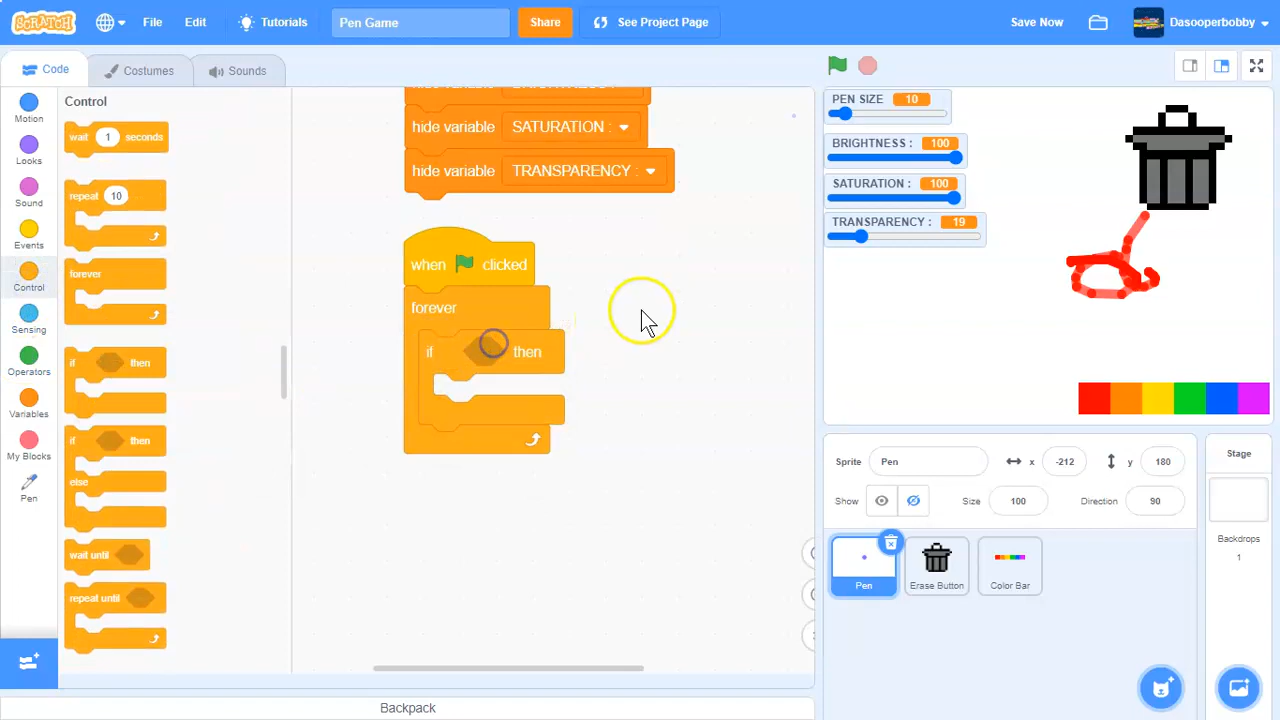 SCRATCH File Edit Tutorials Pen Game Share See Project Page Save Now Dasooperbobby
Code Costumes Sounds
Motion
Looks
Sound
Events
Control
Sensing
Operators
Variables
My Blocks
Pen
Control
wait 1 seconds
repeat 10
forever
if then
if then
else
wait until
repeat until
hide variable
hide variable SATURATION :
hide variable TRANSPARENCY :
when clicked
forever
if then
PEN SIZE 10
BRIGHTNESS : 100
SATURATION : 100
TRANSPARENCY : 19
Sprite Pen x -212 y 180
Show Size 100 Direction 90
Pen
Erase Button
Color Bar
Stage
Backdrops
1
Backpack